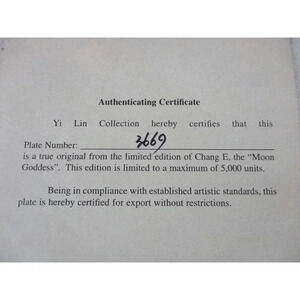 Authenticating Certificate
Yi Lin Collection hereby certifies that this
Plate Number: 3669
is a true original from the limited edition of Chang E, the “Moon
Goddess”. This edition is limited to a maximum of 5,000 units.
Being in compliance with established artistic standards, this
plate is hereby certified for export without restrictions.